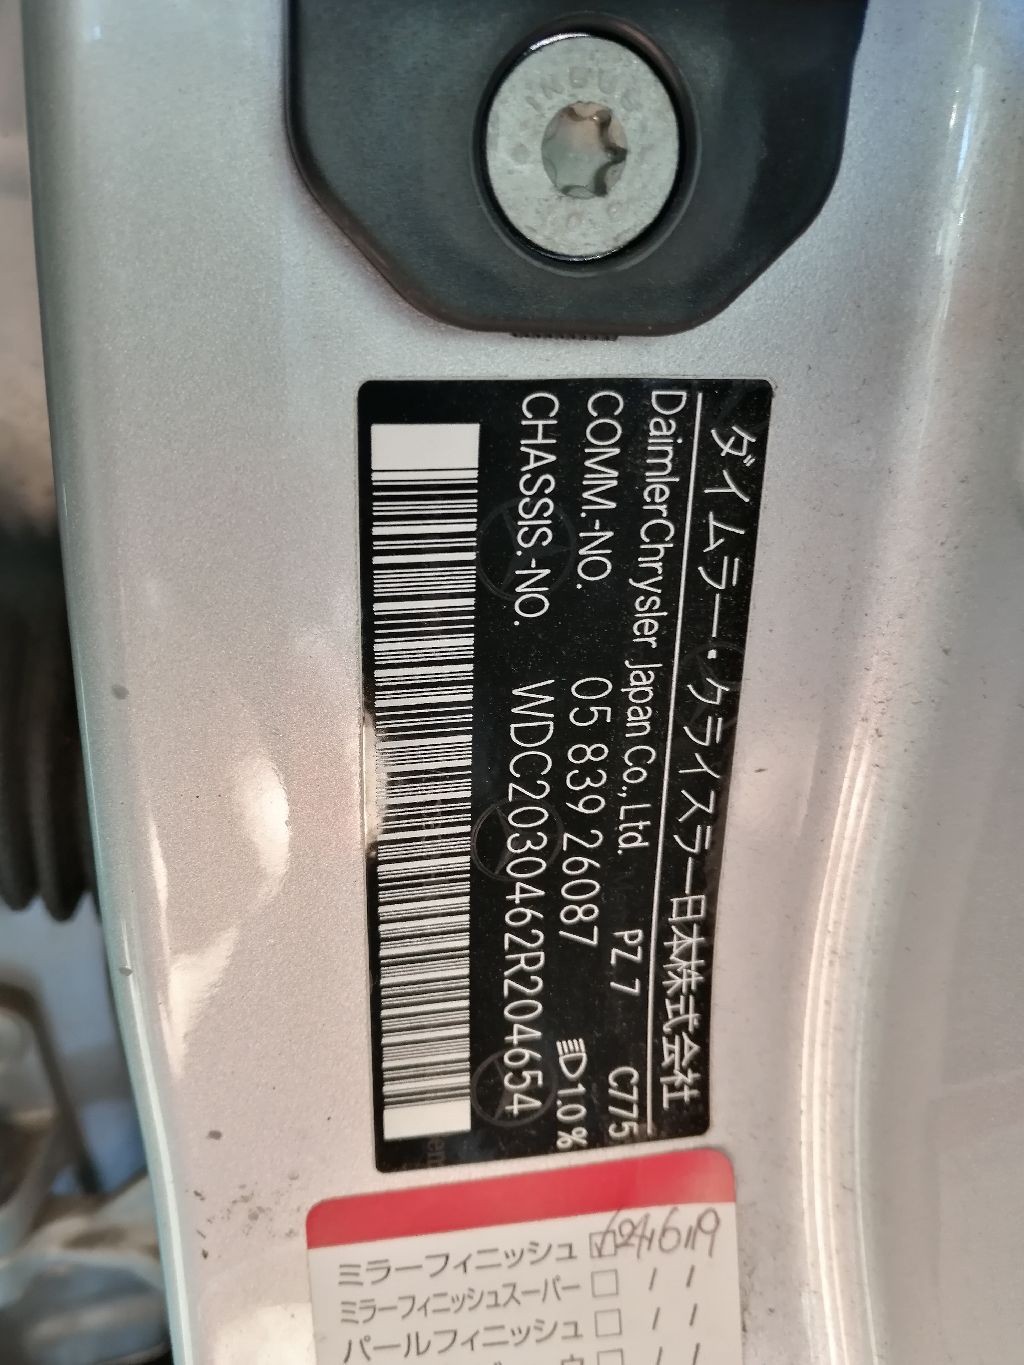 INBUS
ダイムラー・クライスラー日本株式会社
DaimlerChrysler Japan Co., Ltd. PZ 7 C775
COMM.-NO. 05 839 26087 1.0 %
CHASSIS.-NO. WDC2030462R204654
ミラーフィニッシュ
ミラーフィニッシュスーパー □ / /
パールフィニッシュ □ / /